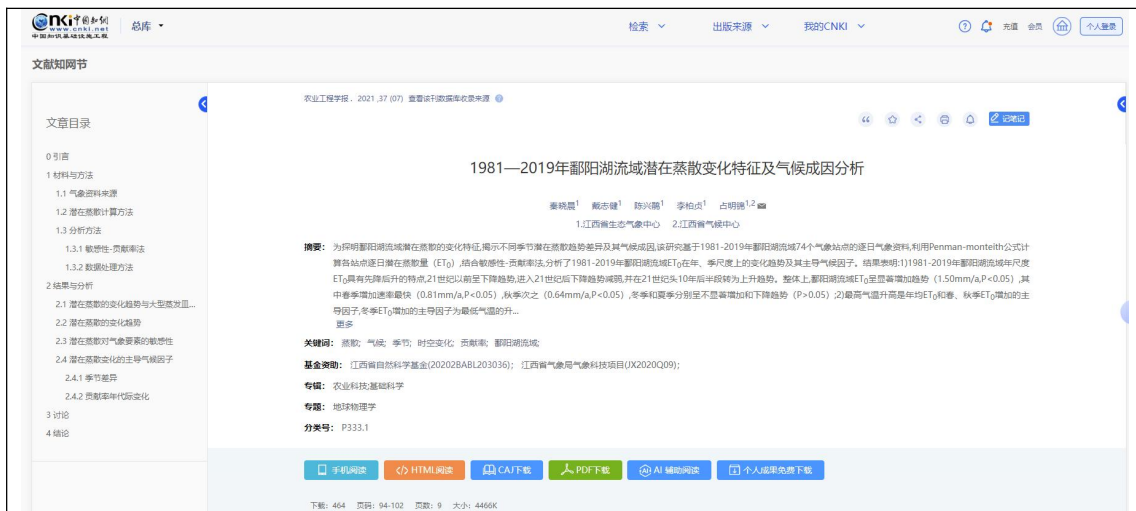 CNKI中国知网
www.cnki.net
中国知识基础设施工程
总库
检索
出版来源
我的CNKI
充值
会员
个人登录
文献知网节
文章目录
0 引言
1 材料与方法
1.1 气象资料来源
1.2 潜在蒸散计算方法
1.3 分析方法
1.3.1 敏感性-贡献率法
1.3.2 数据处理方法
2 结果与分析
2.1 潜在蒸散的变化趋势与大型蒸发皿...
2.2 潜在蒸散的变化趋势
2.3 潜在蒸散对气象要素的敏感性
2.4 潜在蒸散变化的主导气候因子
2.4.1 季节差异
2.4.2 贡献率年代际变化
3 讨论
4 结论
农业工程学报 . 2021 ,37 (07) 查看该刊数据库收录来源
记笔记
1981—2019年鄱阳湖流域潜在蒸散变化特征及气候成因分析
秦晓晨1 戴志健1 陈兴鹃1 李柏贞1 占明锦1,2
1.江西省生态气象中心 2.江西省气候中心
摘要: 为探明鄱阳湖流域潜在蒸散的变化特征,揭示不同季节潜在蒸散趋势差异及其气候成因,该研究基于1981-2019年鄱阳湖流域74个气象站点的逐日气象资料,利用Penman-monteith公式计
算各站点逐日潜在蒸散量（ET0）,结合敏感性-贡献率法,分析了1981-2019年鄱阳湖流域ET0在年、季尺度上的变化趋势及其主导气候因子。结果表明:1)1981-2019年鄱阳湖流域年尺度
ET0具有先降后升的特点,21世纪以前呈下降趋势,进入21世纪后下降趋势减弱,并在21世纪头10年后半段转为上升趋势。整体上,鄱阳湖流域ET0呈显著增加趋势（1.50mm/a,P<0.05）,其
中春季增加速率最快（0.81mm/a,P<0.05）,秋季次之（0.64mm/a,P<0.05）,冬季和夏季分别呈不显著增加和下降趋势（P>0.05）;2)最高气温升高是年均ET0和春、秋季ET0增加的主
导因子,冬季ET0增加的主导因子为最低气温的升...
更多
关键词: 蒸散; 气候; 季节; 时空变化; 贡献率; 鄱阳湖流域;
基金资助: 江西省自然科学基金(20202BABL203036); 江西省气象局气象科技项目(JX2020Q09);
专辑: 农业科技;基础科学
专题: 地球物理学
分类号: P333.1
手机阅读
</> HTML阅读
CAJ下载
PDF下载
AI 辅助阅读
个人成果免费下载
下载: 464 页码: 94-102 页数: 9 大小: 4466K